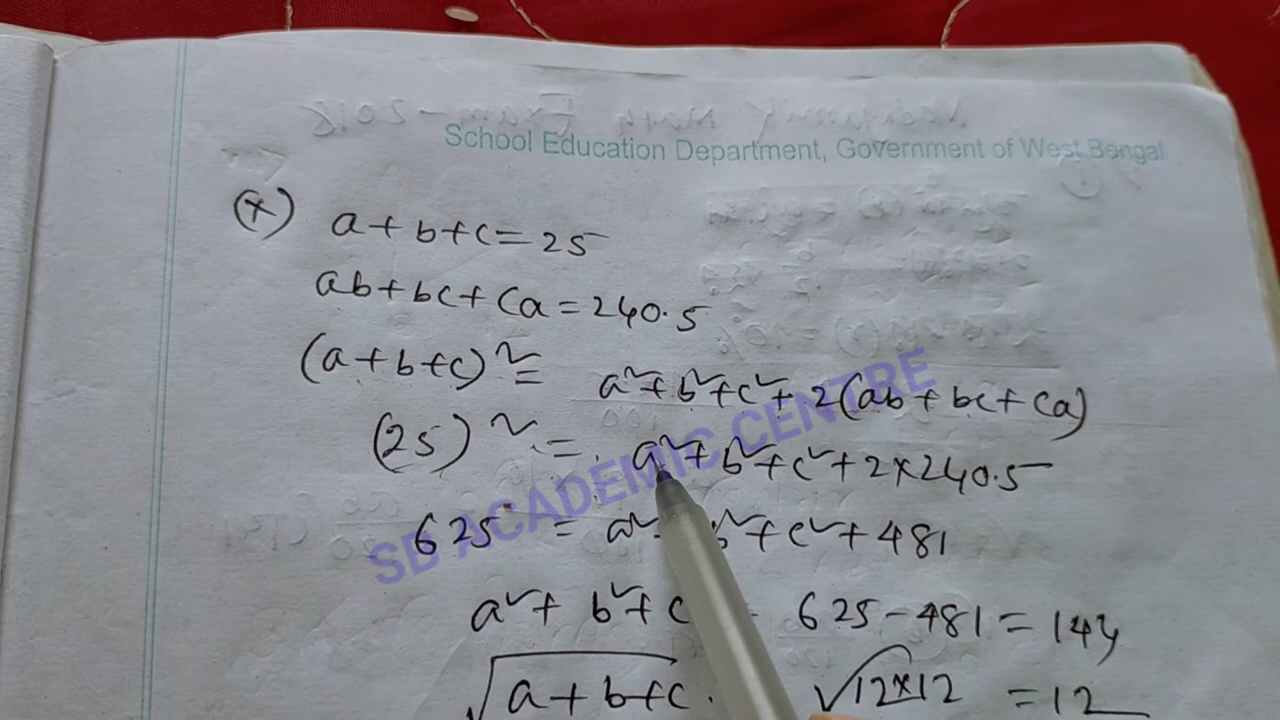 School Education Department, Government of West Bengal
(x) a+b+c=25
ab+bc+ca=240.5
(a+b+c)²= a²+b²+c²+2(ab+bc+ca)
(25)²= a²+b²+c²+2×240.5
625 = a² b²+c²+481
a²+b²+c 625-481=144
√a+b+c √12×12 =12
SB ACADEMIC CENTRE